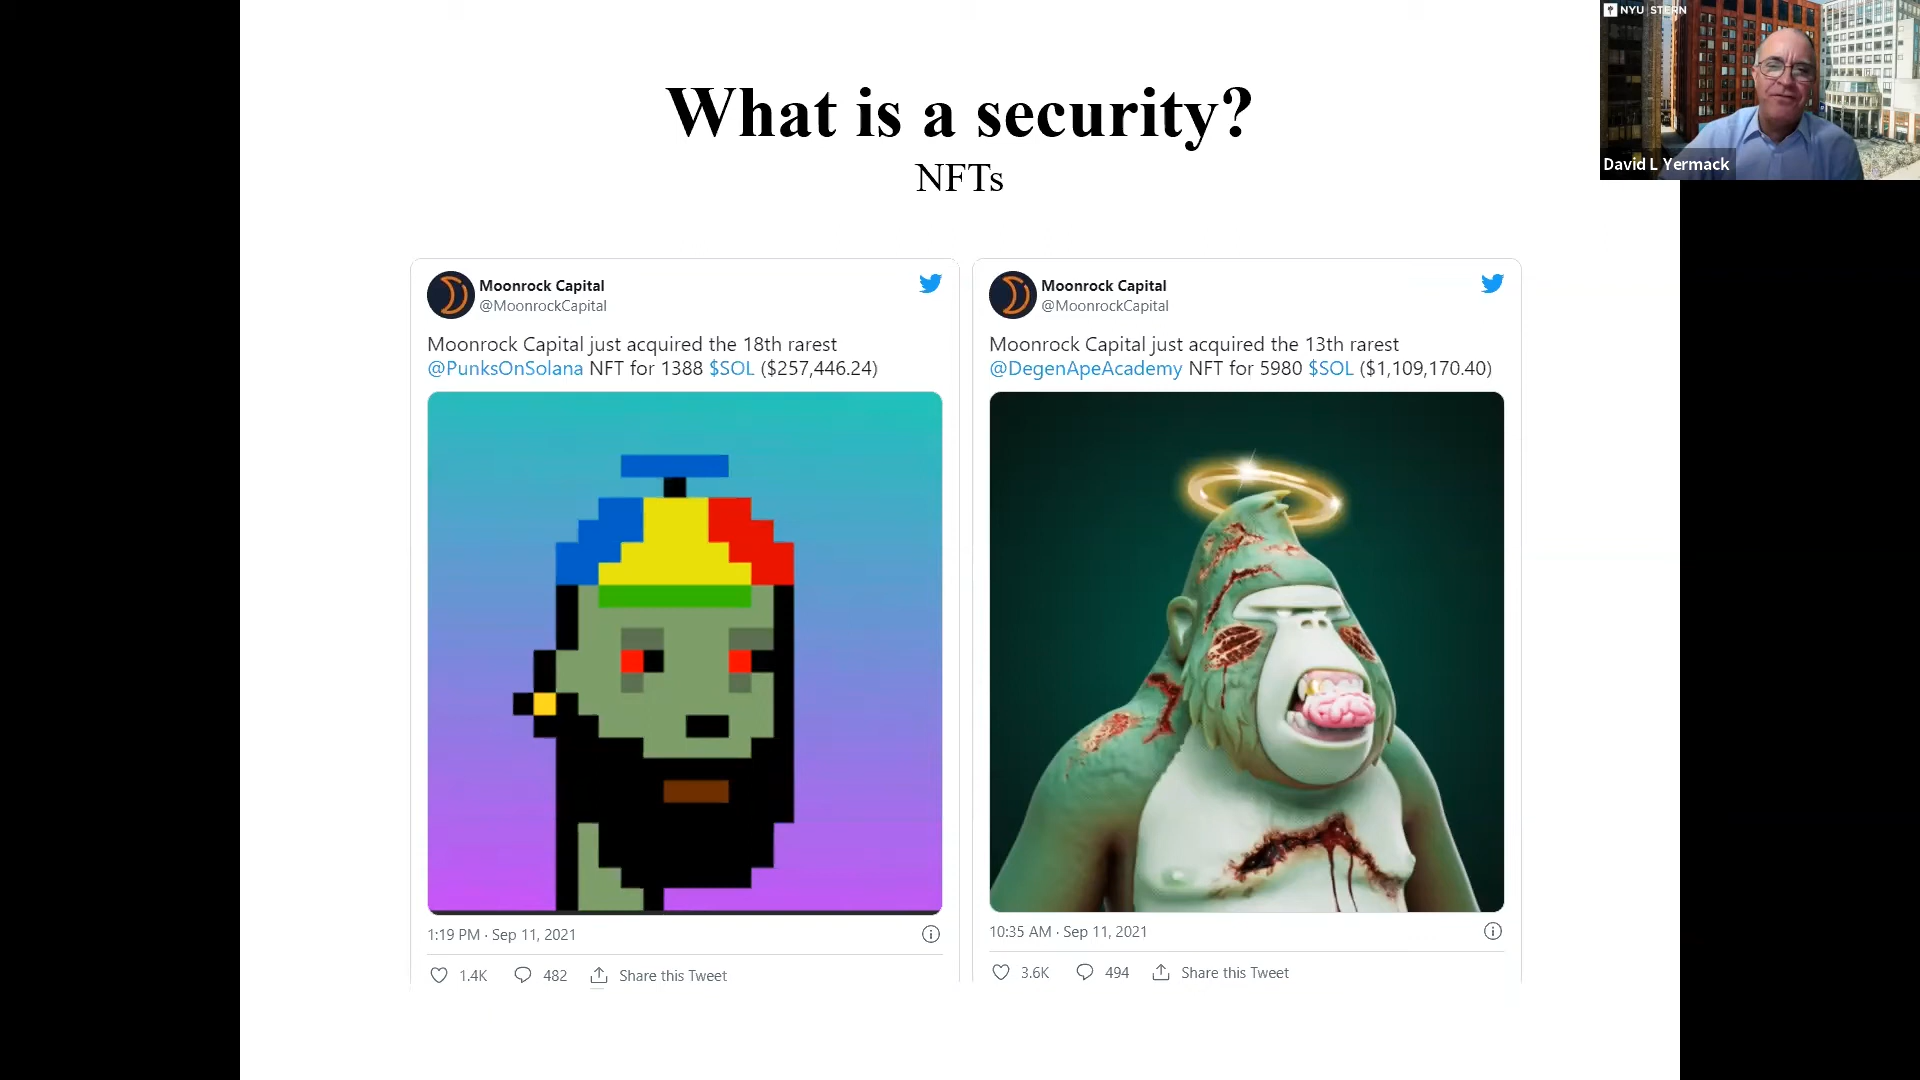 What is a security?
NFTs
NYU | STERN
David L Yermack
Moonrock Capital
@MoonrockCapital
Moonrock Capital just acquired the 18th rarest
@PunksOnSolana NFT for 1388 $SOL ($257,446.24)
1:19 PM · Sep 11, 2021
1.4K 482 Share this Tweet
Moonrock Capital
@MoonrockCapital
Moonrock Capital just acquired the 13th rarest
@DegenApeAcademy NFT for 5980 $SOL ($1,109,170.40)
10:35 AM · Sep 11, 2021
3.6K 494 Share this Tweet